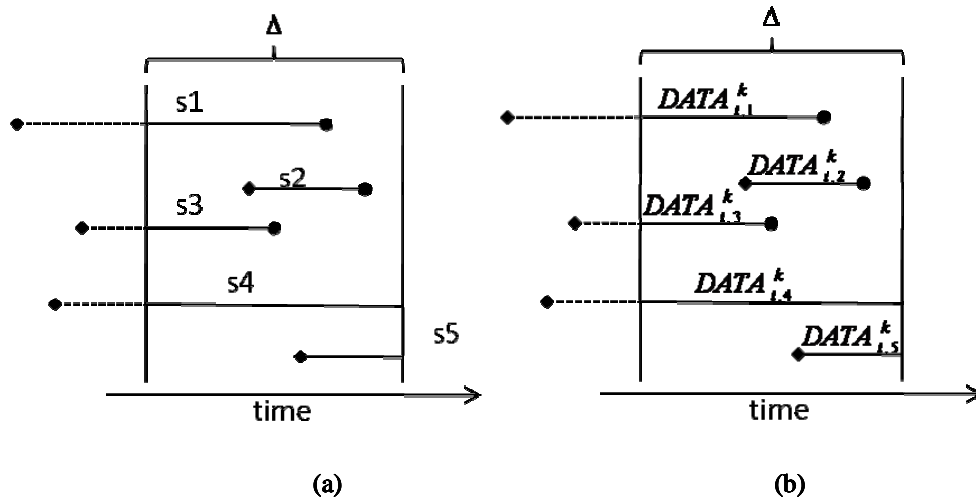 Δ
s1
s2
s3
s4
s5
time
(a)
Δ
DATA^k_{i,1}
DATA^k_{i,2}
DATA^k_{i,3}
DATA^k_{i,4}
DATA^k_{i,5}
time
(b)